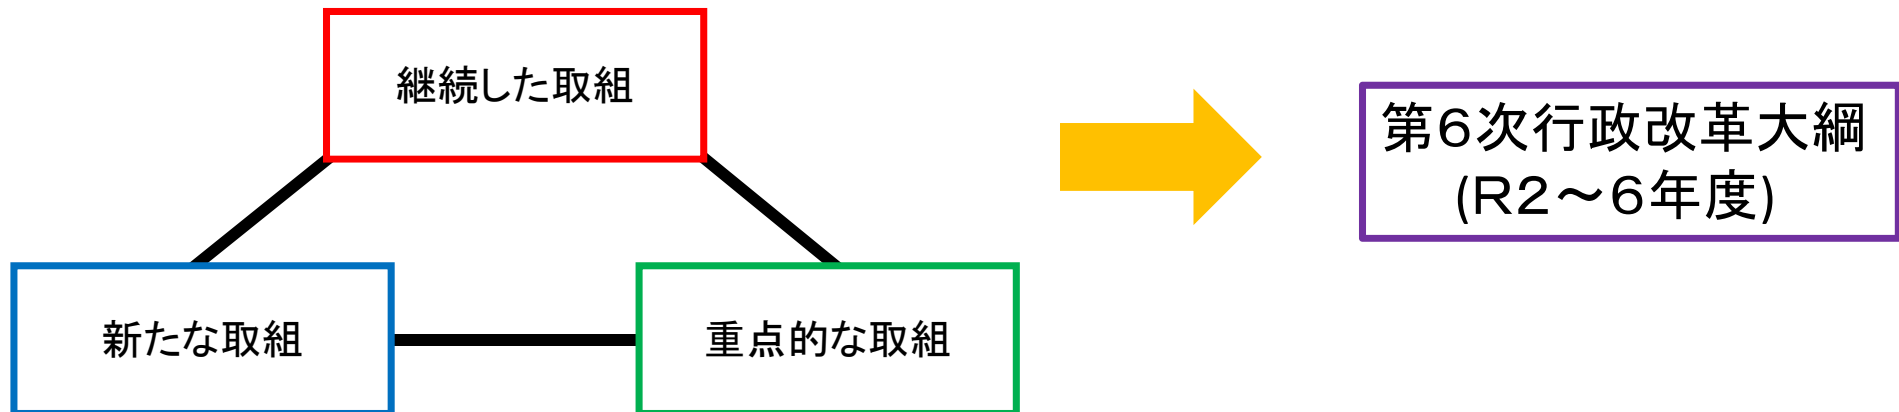 継続した取組
第６次行政改革大綱
(R２～６年度)
新たな取組
重点的な取組